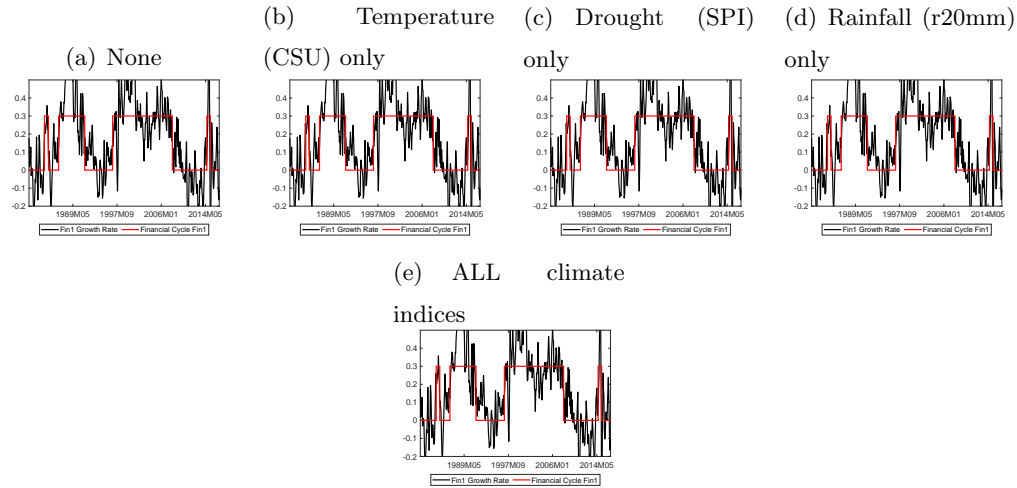 (a) None
(b) Temperature
(CSU) only
(c) Drought (SPI)
only
(d) Rainfall (r20mm)
only
0.4
0.3
0.2
0.1
0
-0.1
-0.2
1989M05 1997M09 2006M01 2014M05
Fin1 Growth Rate Financial Cycle Fin1
0.4
0.3
0.2
0.1
0
-0.1
-0.2
1989M05 1997M09 2006M01 2014M05
Fin1 Growth Rate Financial Cycle Fin1
0.4
0.3
0.2
0.1
0
-0.1
-0.2
1989M05 1997M09 2006M01 2014M05
Fin1 Growth Rate Financial Cycle Fin1
0.4
0.3
0.2
0.1
0
-0.1
-0.2
1989M05 1997M09 2006M01 2014M05
Fin1 Growth Rate Financial Cycle Fin1
(e) ALL climate
indices
0.4
0.3
0.2
0.1
0
-0.1
-0.2
1989M05 1997M09 2006M01 2014M05
Fin1 Growth Rate Financial Cycle Fin1